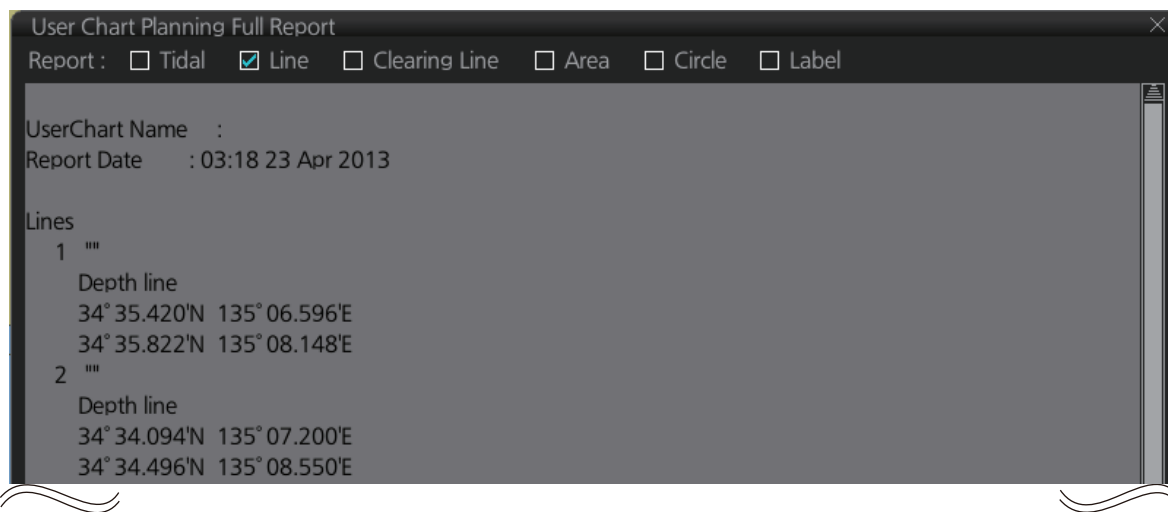 User Chart Planning Full Report
Report : Tidal Line Clearing Line Area Circle Label
UserChart Name :
Report Date : 03:18 23 Apr 2013
Lines
1 ""
Depth line
34° 35.420'N 135° 06.596'E
34° 35.822'N 135° 08.148'E
2 ""
Depth line
34° 34.094'N 135° 07.200'E
34° 34.496'N 135° 08.550'E